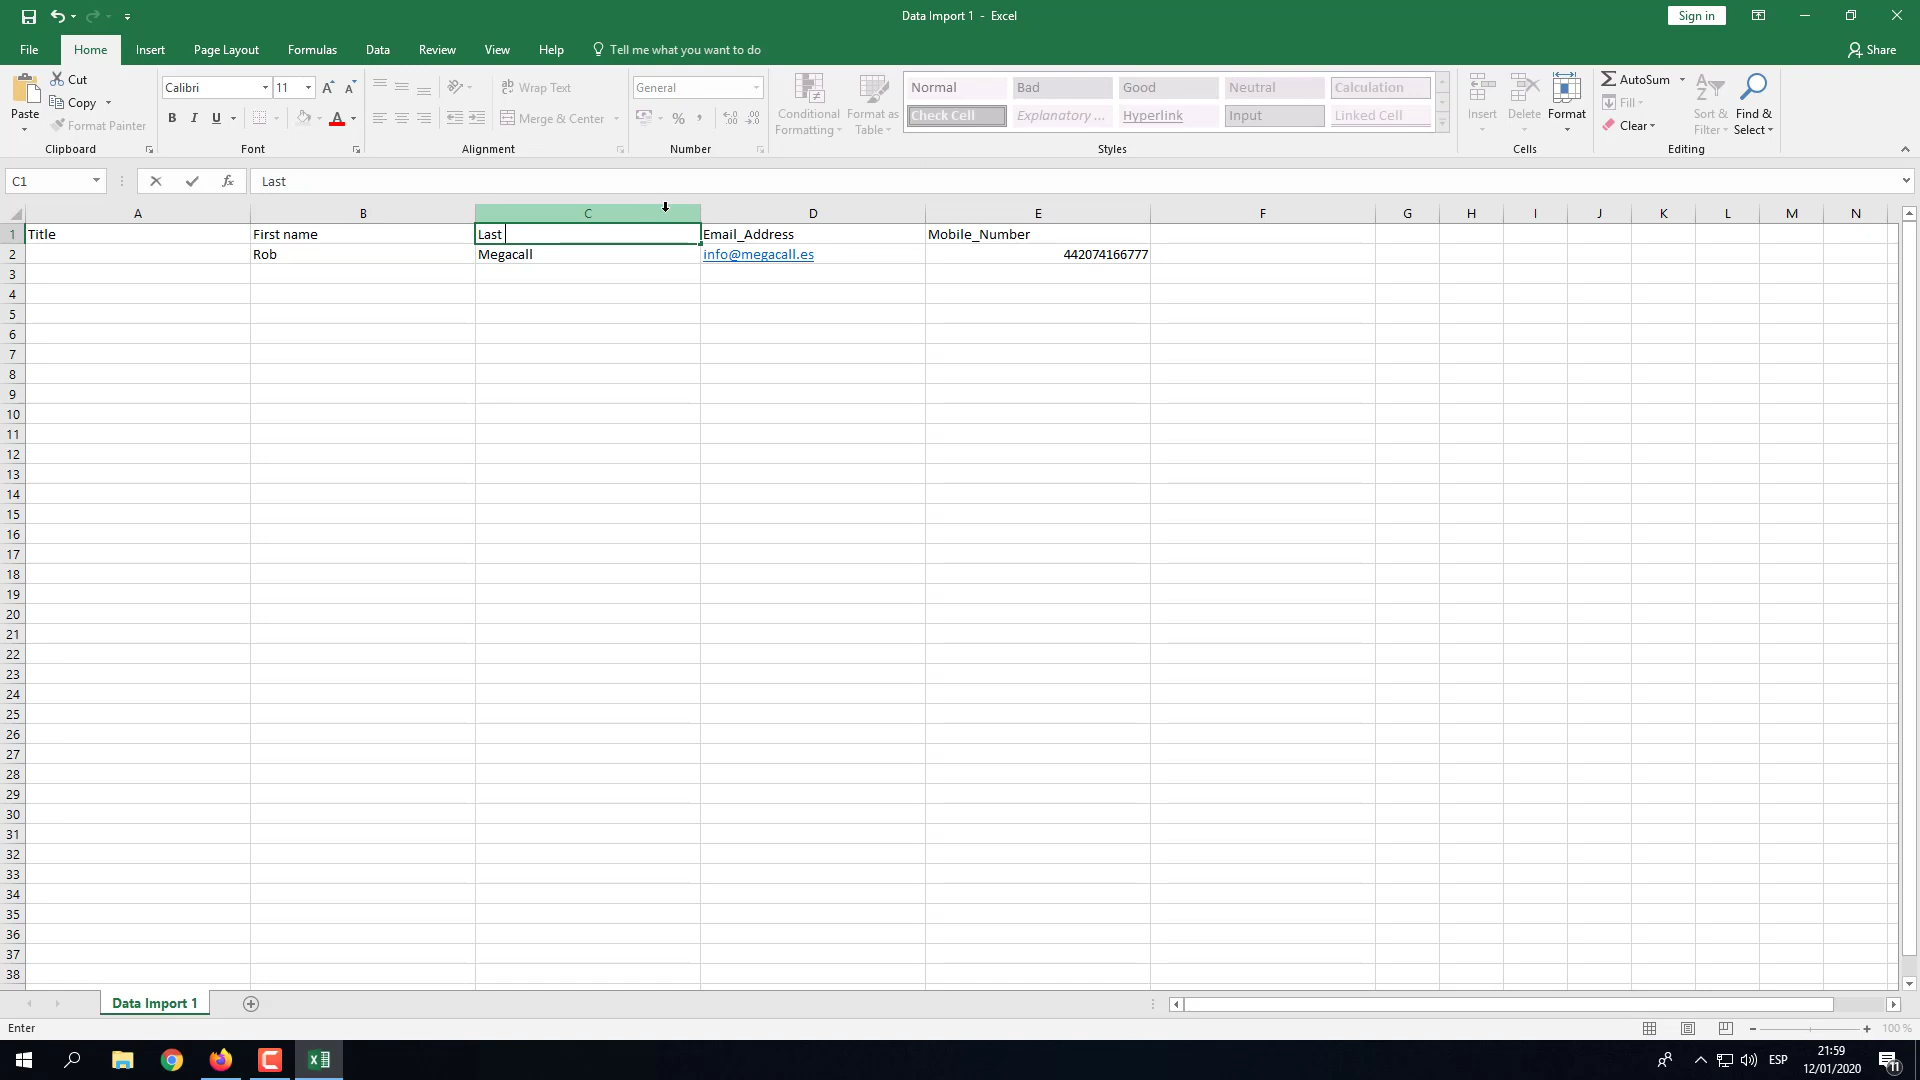 Data Import 1 - Excel
Sign in
File Home Insert Page Layout Formulas Data Review View Help Tell me what you want to do Share
Paste
Cut
Copy
Format Painter
Clipboard
Calibri 11
B I U
Font
Wrap Text
Merge & Center
Alignment
General
%
Number
Conditional Formatting
Format as Table
Normal Bad Good Neutral Calculation
Check Cell Explanatory ... Hyperlink Input Linked Cell
Styles
Insert Delete Format
Cells
AutoSum
Fill
Clear
Sort & Filter
Find & Select
Editing
C1 fx Last
A B C D E F G H I J K L M N
1 Title First name Last Email_Address Mobile_Number
2 Rob Megacall info@megacall.es 442074166777
3
4
5
6
7
8
9
10
11
12
13
14
15
16
17
18
19
20
21
22
23
24
25
26
27
28
29
30
31
32
33
34
35
36
37
38
Data Import 1
Enter
100 %
ESP
21:59
12/01/2020
11